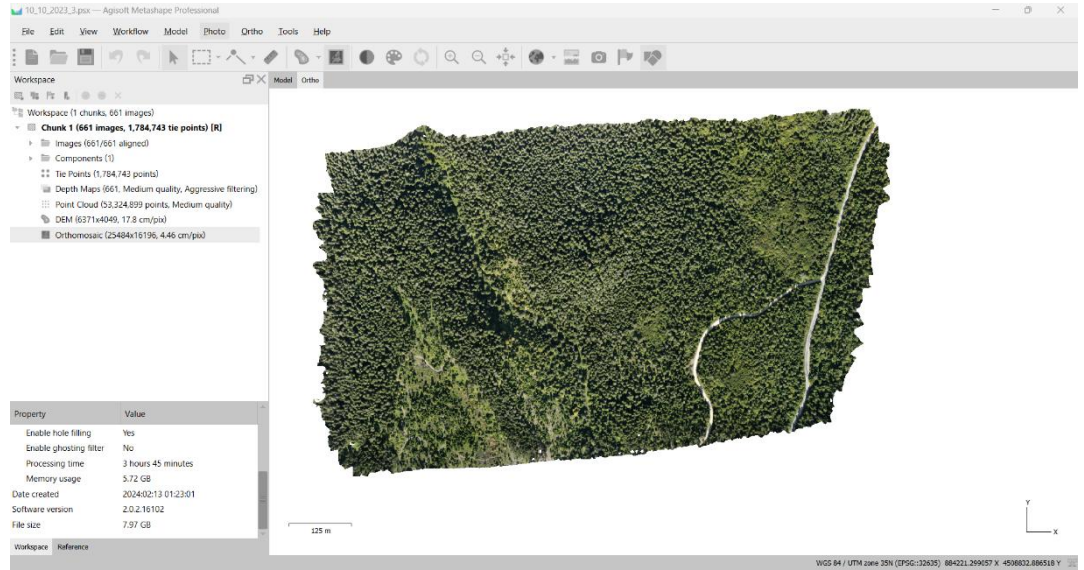 10_10_2023_3.psx — Agisoft Metashape Professional
File Edit View Workflow Model Photo Ortho Tools Help
Workspace
Model Ortho
Workspace (1 chunks, 661 images)
Chunk 1 (661 images, 1,784,743 tie points) [R]
Images (661/661 aligned)
Components (1)
Tie Points (1,784,743 points)
Depth Maps (661, Medium quality, Aggressive filtering)
Point Cloud (53,324,899 points, Medium quality)
DEM (6371x4049, 17.8 cm/pix)
Orthomosaic (25484x16196, 4.46 cm/pix)
Property Value
Enable hole filling Yes
Enable ghosting filter No
Processing time 3 hours 45 minutes
Memory usage 5.72 GB
Date created 2024:02:13 01:23:01
Software version 2.0.2.16102
File size 7.97 GB
125 m
Y
X
Workspace Reference
WGS 84 / UTM zone 35N (EPSG::32635) 884221.299057 X 4508832.886518 Y